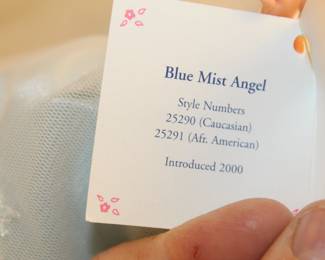 Blue Mist Angel
Style Numbers
25290 (Caucasian)
25291 (Afr. American)
Introduced 2000